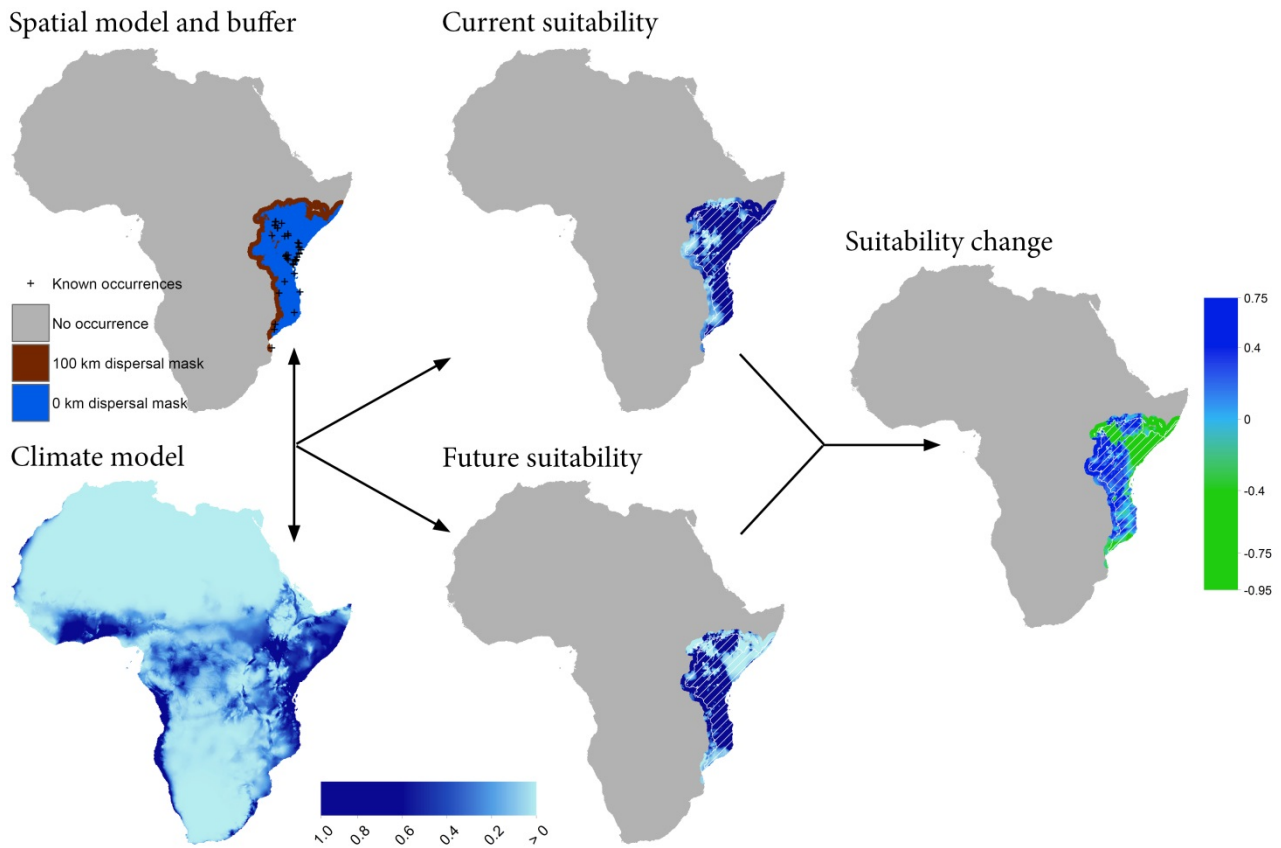 Spatial model and buffer
Current suitability
Suitability change
Known occurrences
No occurrence
100 km dispersal mask
0 km dispersal mask
Climate model
Future suitability
0.75
0.4
0
-0.4
-0.75
-0.95
1.0
0.8
0.6
0.4
0.2
> 0